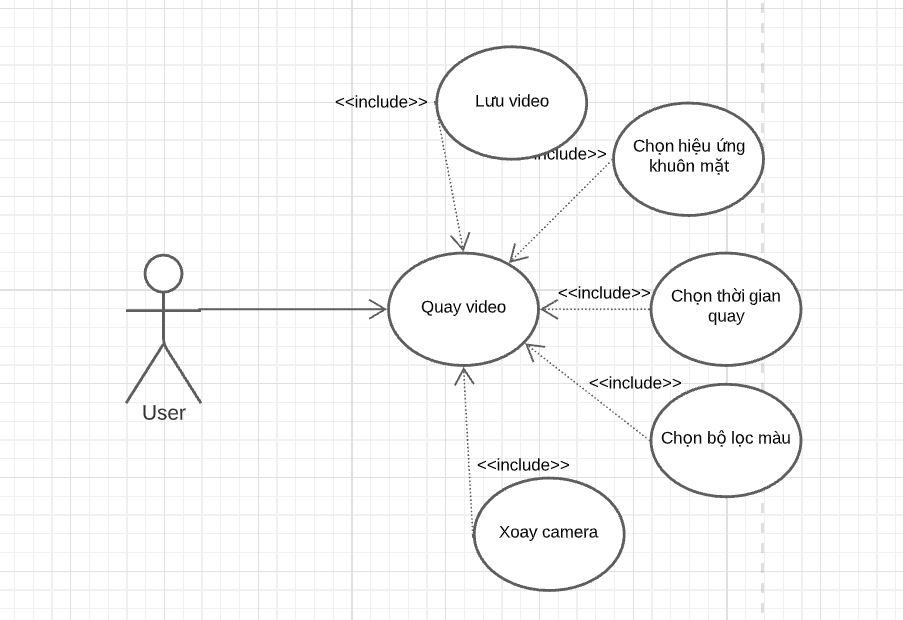 <<include>>
Lưu video
nclude>>
Chọn hiệu ứng
khuôn mặt
Quay video
<<include>>
Chọn thời gian
quay
User
<<include>>
Chọn bộ lọc màu
<<include>>
Xoay camera